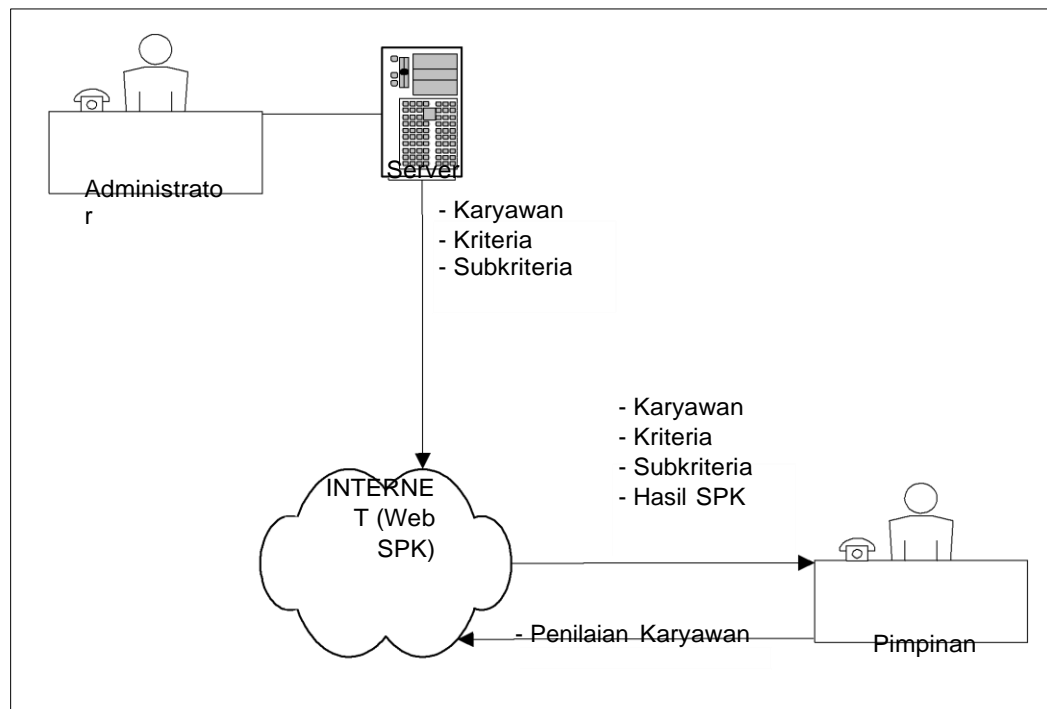 Server
Administrato
r
- Karyawan
- Kriteria
- Subkriteria
- Karyawan
- Kriteria
- Subkriteria
- Hasil SPK
INTERNE
T (Web
SPK)
- Penilaian Karyawan
Pimpinan